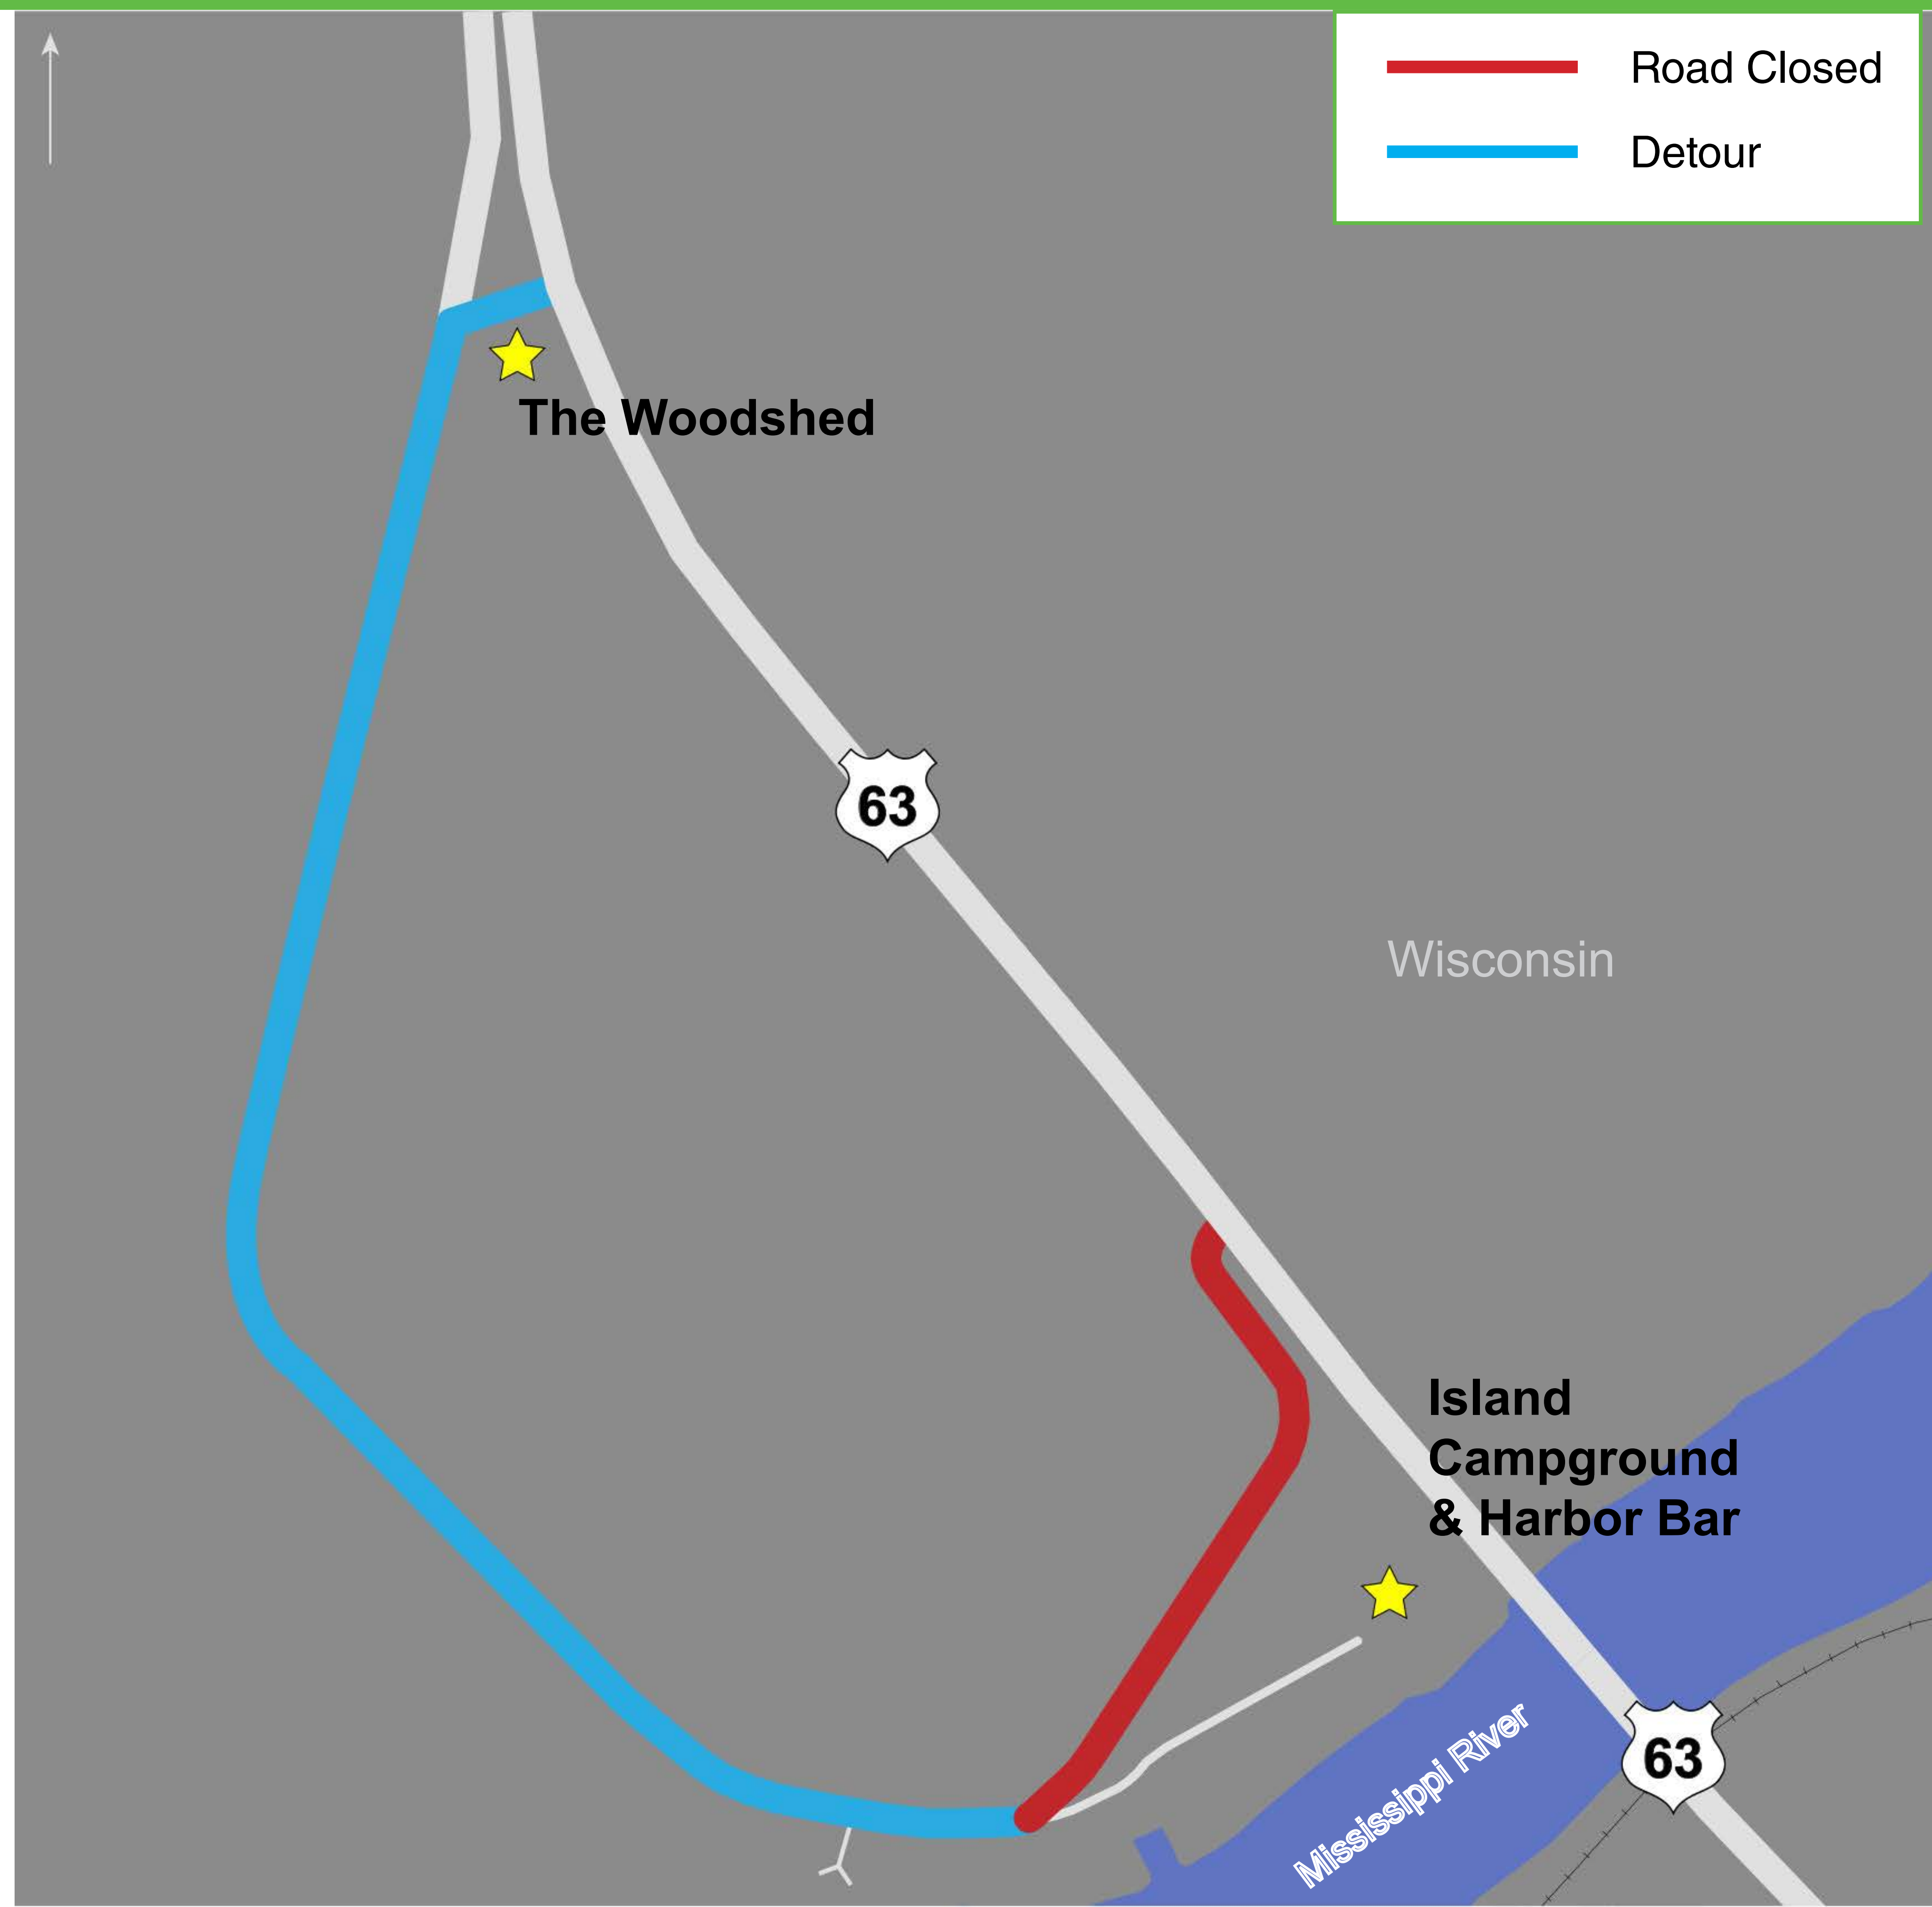 Road Closed
Detour
The Woodshed
63
Wisconsin
Island
Campground
& Harbor Bar
Mississippi River
63